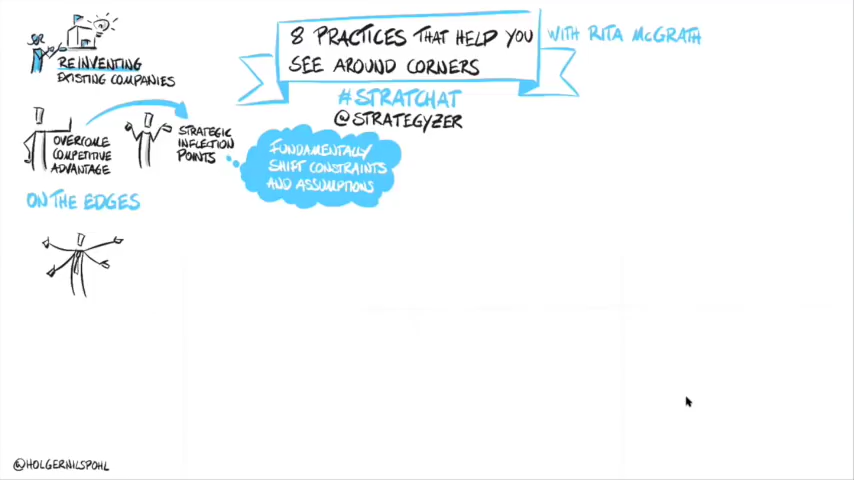 8 PRACTICES THAT HELP YOU
SEE AROUND CORNERS
WITH RITA McGRATH
#STRATCHAT
@STRATEGYZER
REINVENTING
EXISTING COMPANIES
OVERCOME
COMPETITIVE
ADVANTAGE
STRATEGIC
INFLECTION
POINTS
FUNDAMENTALLY
SHIFT CONSTRAINTS
AND ASSUMPTIONS
ON THE EDGES
@HOLGERNILSPOHL